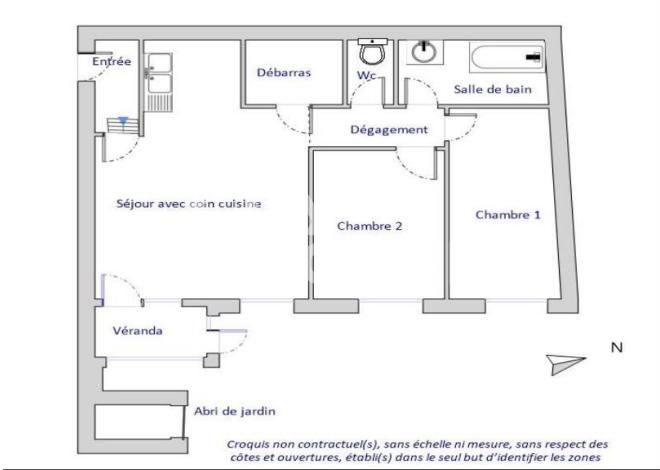 Entrée
Débarras
Wc
Salle de bain
Dégagement
Séjour avec coin cuisine
Chambre 2
Chambre 1
Véranda
N
Abri de jardin
Croquis non contractuel(s), sans échelle ni mesure, sans respect des
côtes et ouvertures, établi(s) dans le seul but d'identifier les zones